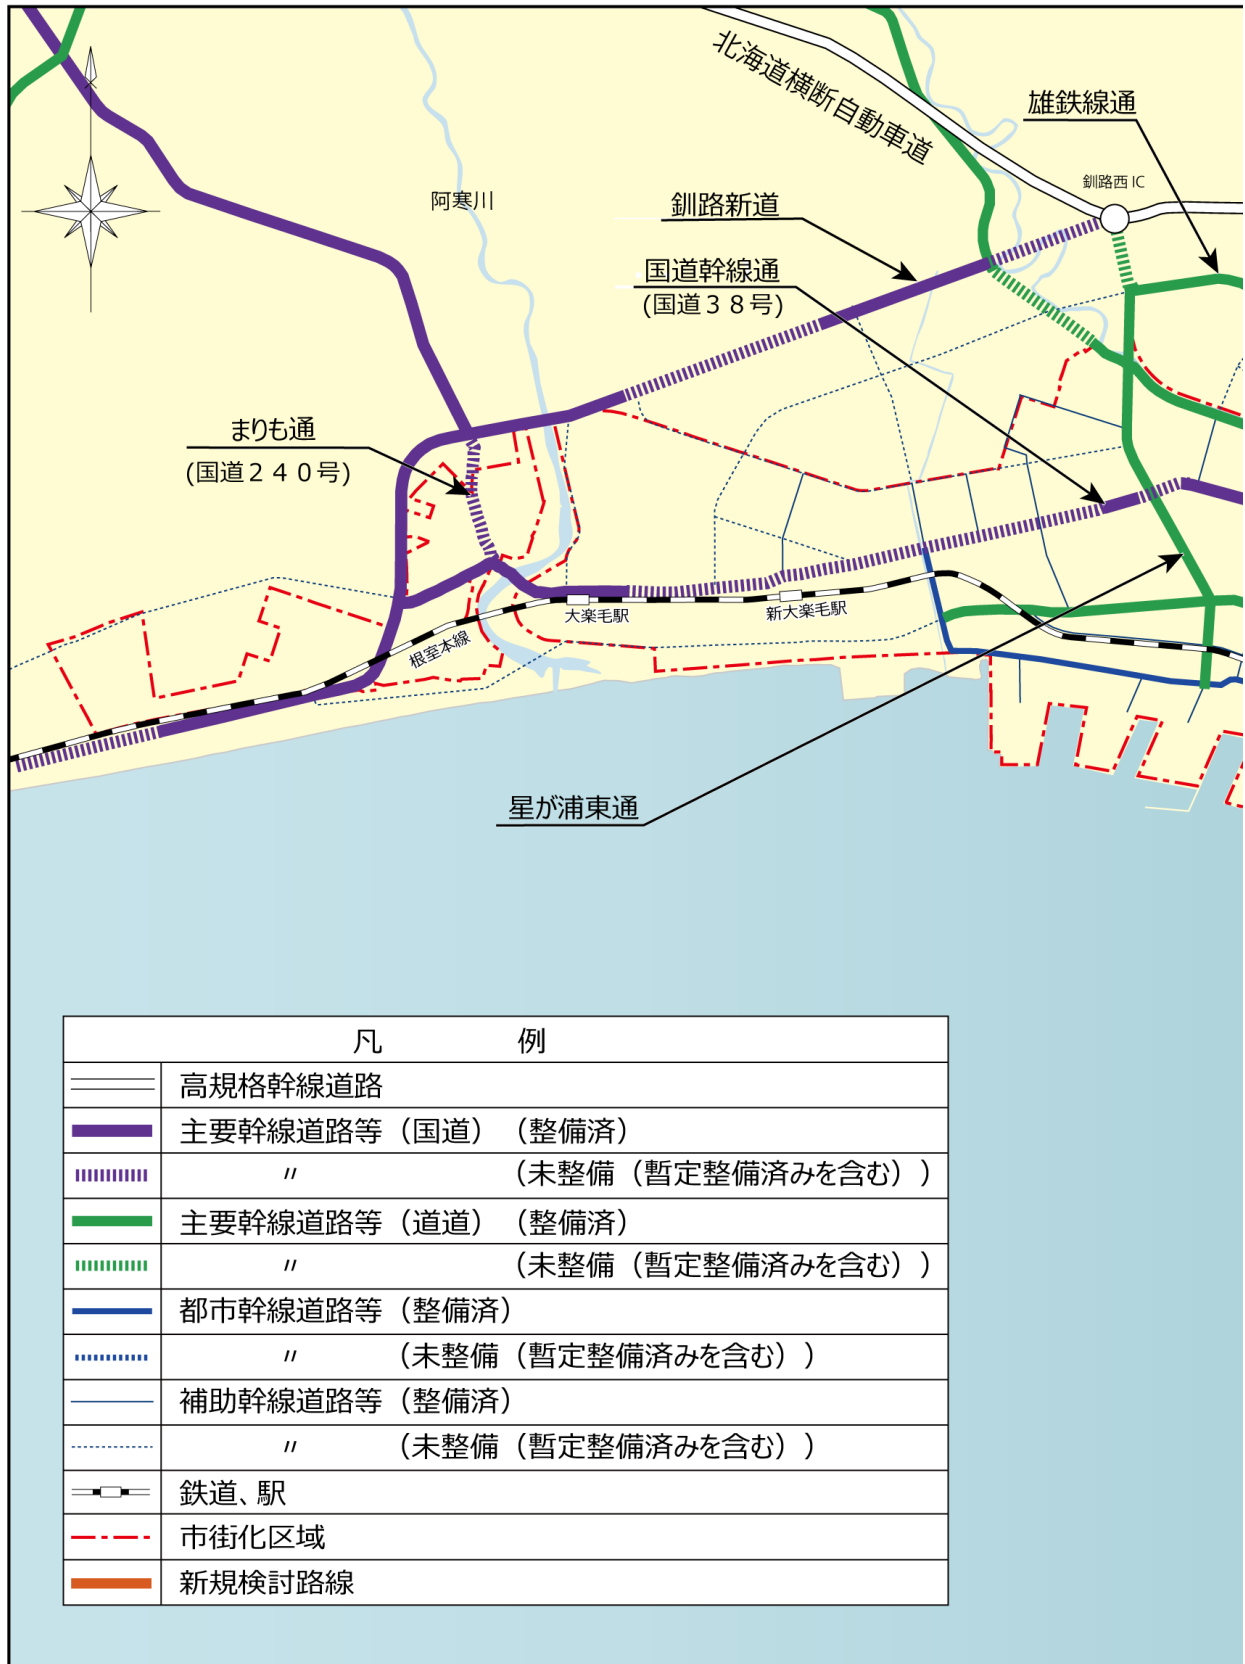 北海道横断自動車道
雄鉄線通
釧路西 IC
阿寒川
釧路新道
国道幹線通
(国道３８号)
まりも通
(国道２４０号)
大楽毛駅
新大楽毛駅
根室本線
星が浦東通
凡 例
高規格幹線道路
主要幹線道路等（国道）（整備済）
〃 （未整備（暫定整備済みを含む））
主要幹線道路等（道道）（整備済）
〃 （未整備（暫定整備済みを含む））
都市幹線道路等（整備済）
〃 （未整備（暫定整備済みを含む））
補助幹線道路等（整備済）
〃 （未整備（暫定整備済みを含む））
鉄道、駅
市街化区域
新規検討路線